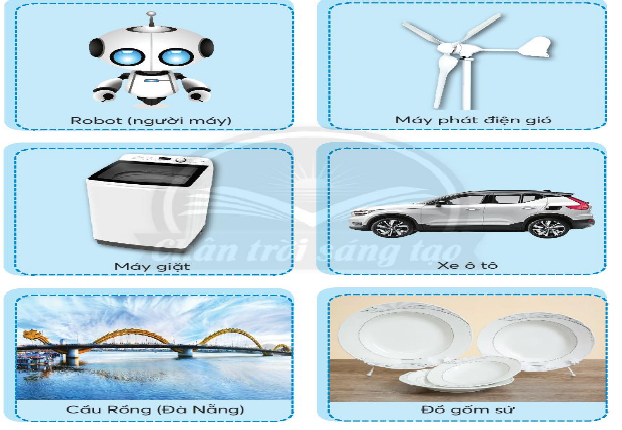 Robot (người máy)
Máy phát điện gió
Chân trời sáng tạo
Máy giặt
Xe ô tô
Cầu Rồng (Đà Nẵng)
Đồ gốm sứ